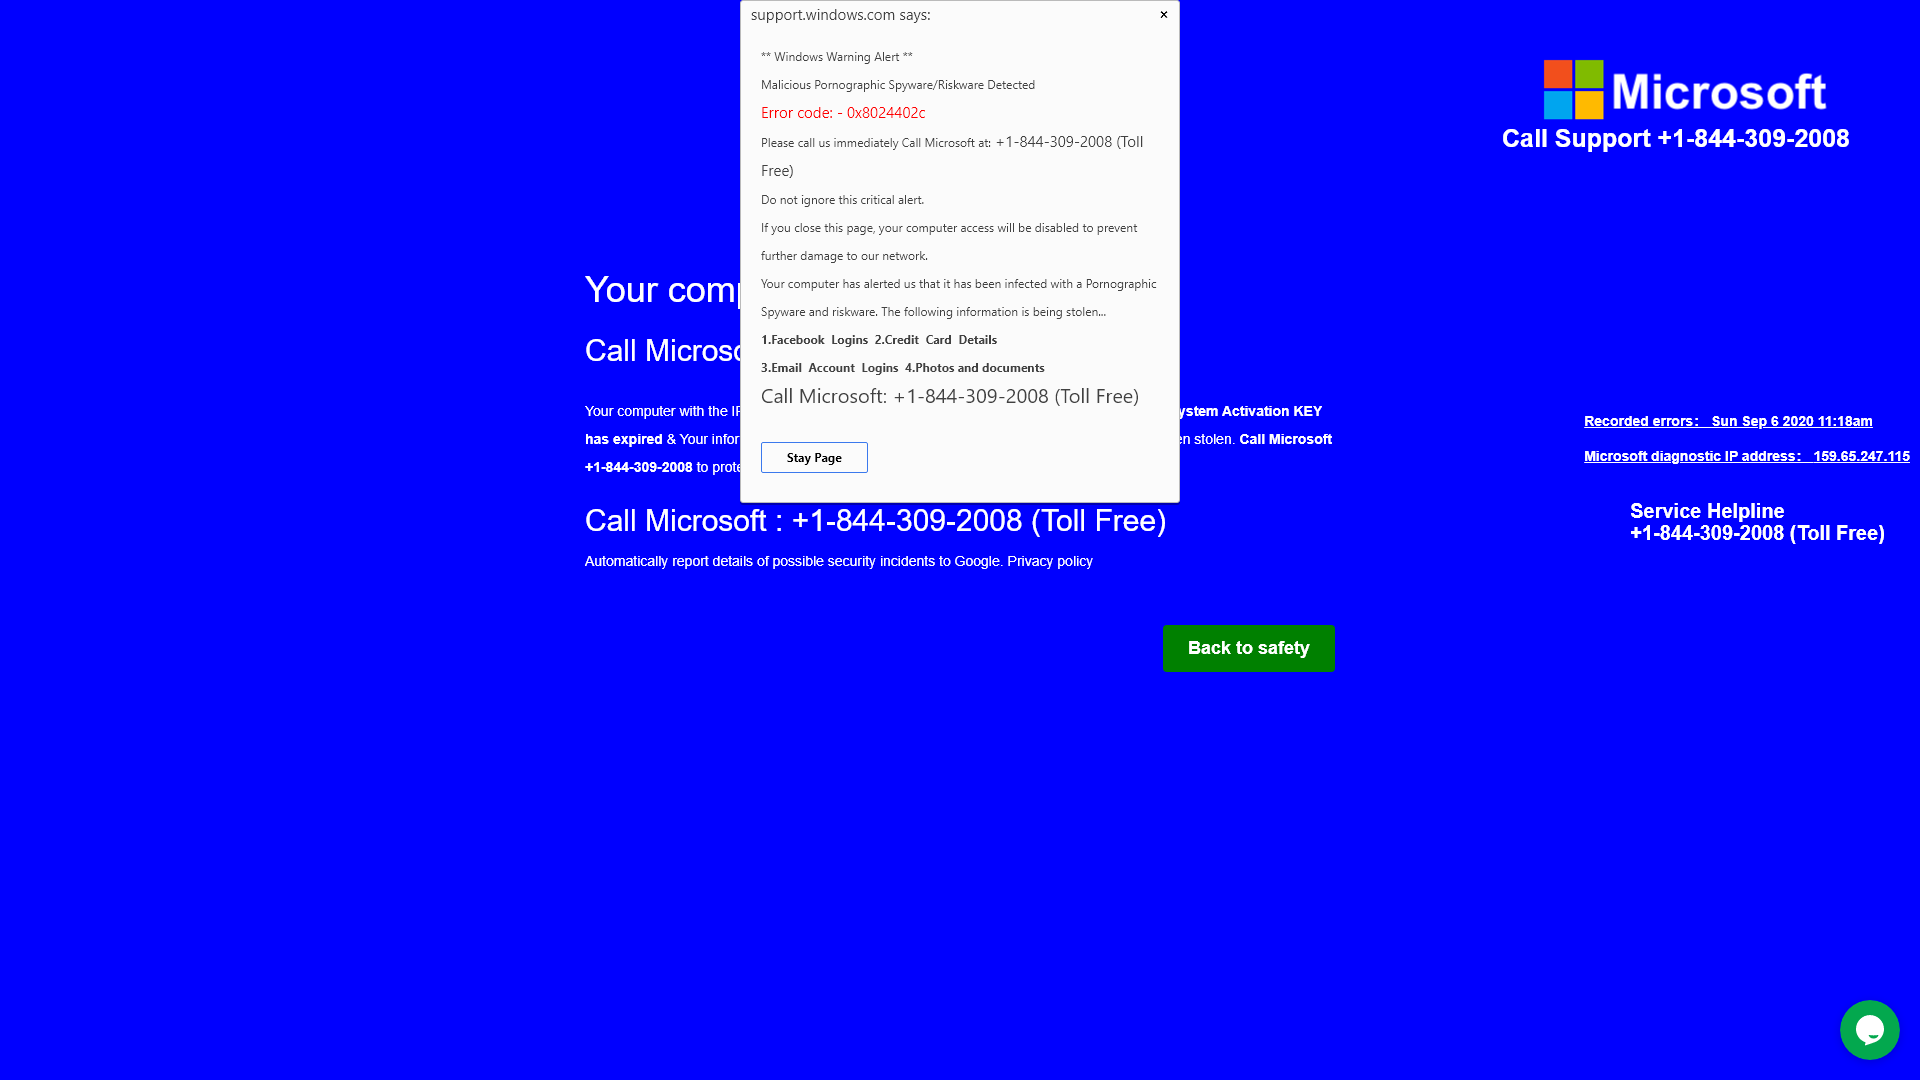 support.windows.com says:
** Windows Warning Alert **
Malicious Pornographic Spyware/Riskware Detected
Error code: - 0x8024402c
Please call us immediately Call Microsoft at: +1-844-309-2008 (Toll
Free)
Do not ignore this critical alert.
If you close this page, your computer access will be disabled to prevent
further damage to our network.
Your computer has alerted us that it has been infected with a Pornographic
Spyware and riskware. The following information is being stolen...
1.Facebook Logins 2.Credit Card Details
3.Email Account Logins 4.Photos and documents
Call Microsoft: +1-844-309-2008 (Toll Free)
Stay Page
Microsoft
Call Support +1-844-309-2008
Your
Call
Your computer with the
ystem Activation KEY
has expired & Your
en stolen. Call Microsoft
+1-844-309-2008 to
Call Microsoft : +1-844-309-2008 (Toll Free)
Automatically report details of possible security incidents to Google. Privacy policy
Back to safety
Recorded errors: Sun Sep 6 2020 11:18am
Microsoft diagnostic IP address: 159.65.247.115
Service Helpline
+1-844-309-2008 (Toll Free)